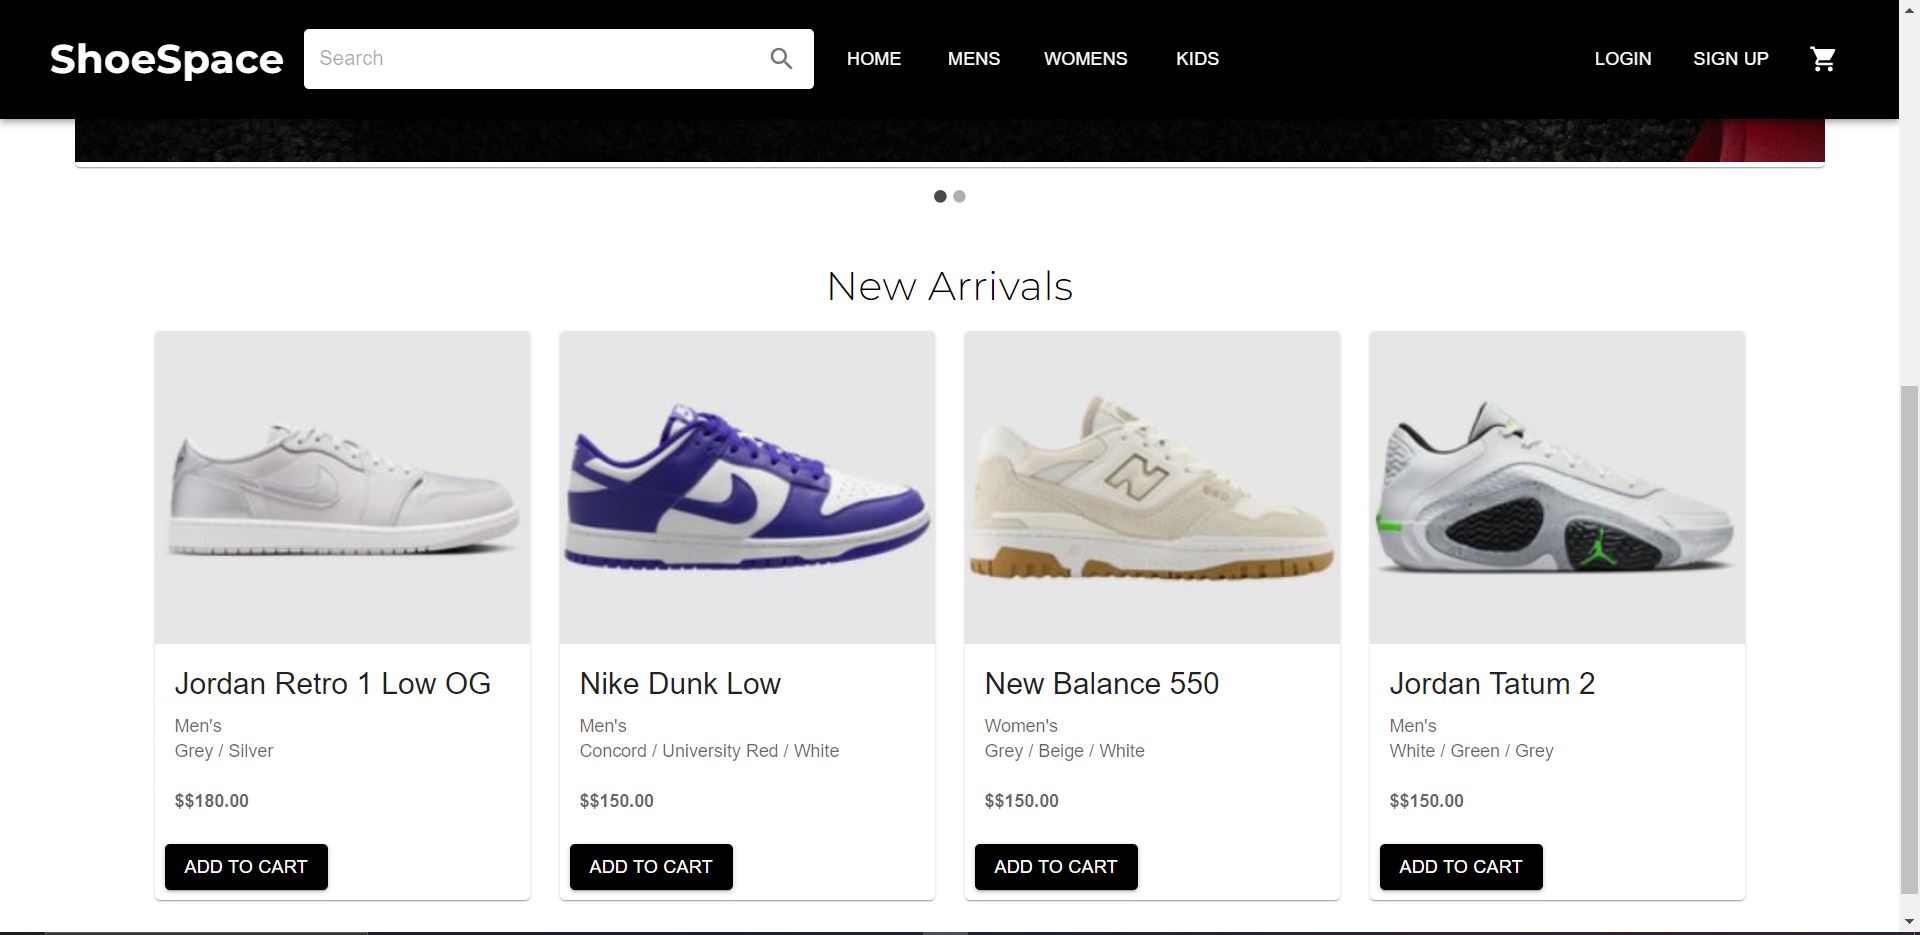 ShoeSpace
Search
HOME
MENS
WOMENS
KIDS
LOGIN
SIGN UP
New Arrivals
Jordan Retro 1 Low OG
Men's
Grey / Silver
$$180.00
ADD TO CART
Nike Dunk Low
Men's
Concord / University Red / White
$$150.00
ADD TO CART
N
550
New Balance 550
Women's
Grey / Beige / White
$$150.00
ADD TO CART
Jordan Tatum 2
Men's
White / Green / Grey
$$150.00
ADD TO CART